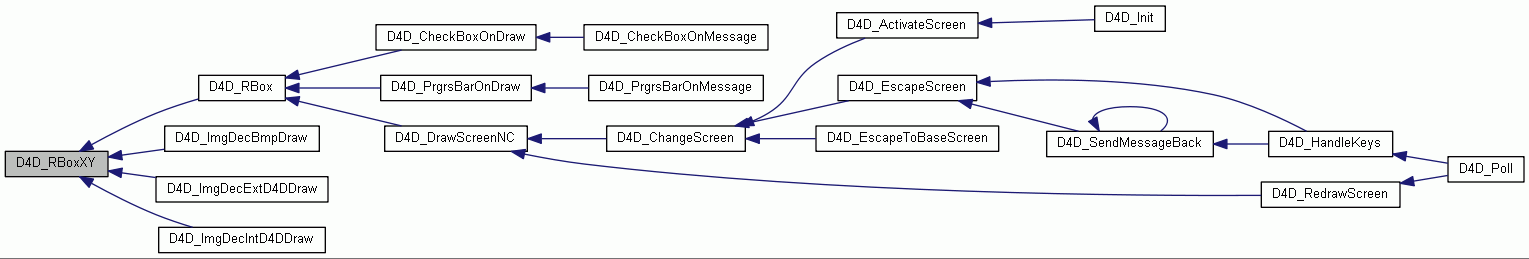 D4D_RBoxXY
D4D_RBox
D4D_ImgDecBmpDraw
D4D_ImgDecExtD4DDraw
D4D_ImgDecIntD4DDraw
D4D_CheckBoxOnDraw
D4D_PrgrsBarOnDraw
D4D_DrawScreenNC
D4D_CheckBoxOnMessage
D4D_PrgrsBarOnMessage
D4D_ChangeScreen
D4D_ActivateScreen
D4D_EscapeScreen
D4D_EscapeToBaseScreen
D4D_Init
D4D_SendMessageBack
D4D_HandleKeys
D4D_RedrawScreen
D4D_Poll